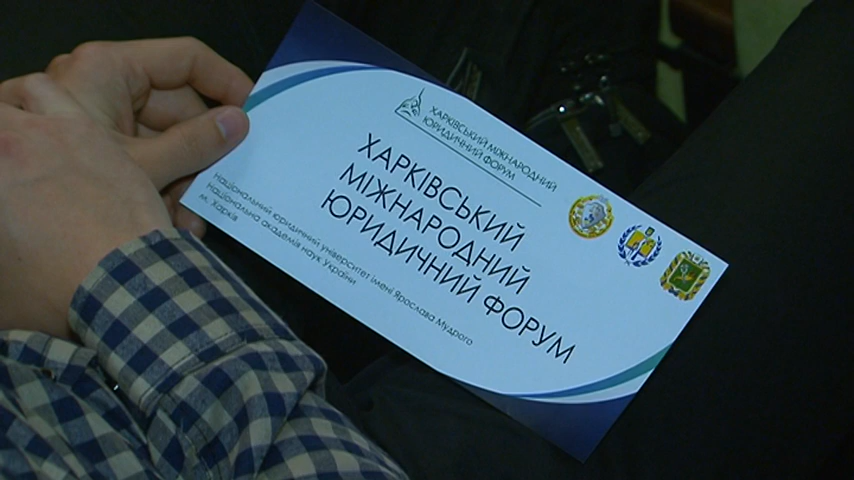 ХАРКІВСЬКИЙ МІЖНАРОДНИЙ
ЮРИДИЧНИЙ ФОРУМ
ХАРКІВСЬКИЙ
МІЖНАРОДНИЙ
ЮРИДИЧНИЙ ФОРУМ
Національний юридичний університет імені Ярослава Мудрого
Національна академія наук України
м. Харків